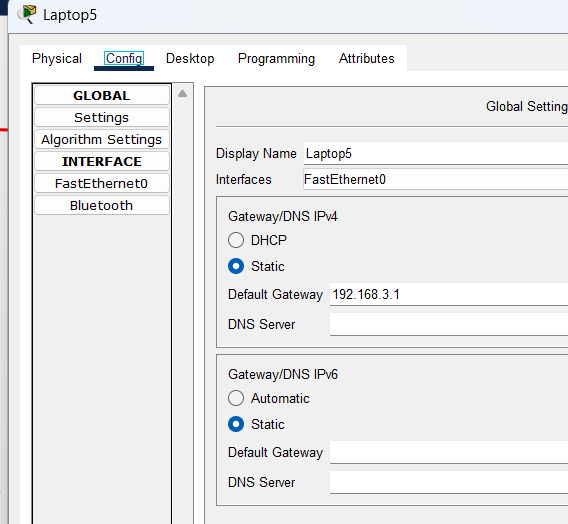 Laptop5
Physical Config Desktop Programming Attributes
GLOBAL
Settings
Algorithm Settings
INTERFACE
FastEthernet0
Bluetooth
Global Setting
Display Name Laptop5
Interfaces FastEthernet0
Gateway/DNS IPv4
DHCP
Static
Default Gateway 192.168.3.1
DNS Server
Gateway/DNS IPv6
Automatic
Static
Default Gateway
DNS Server